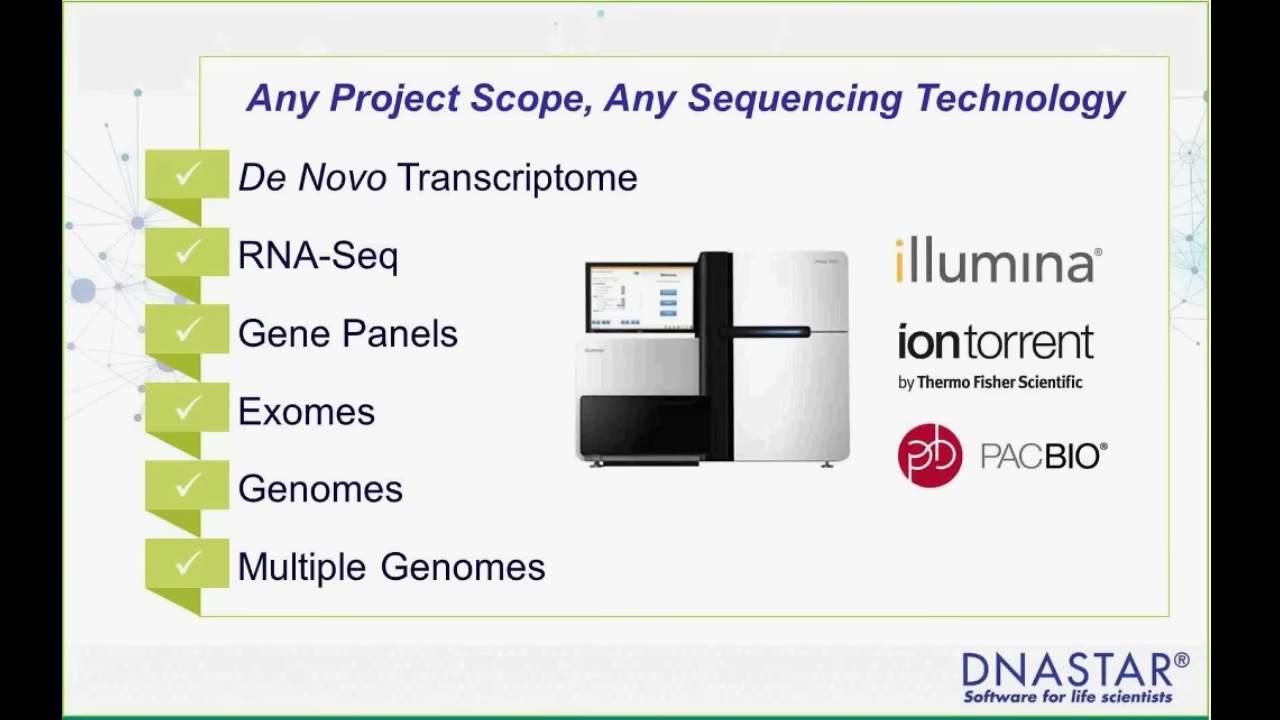 Any Project Scope, Any Sequencing Technology
De Novo Transcriptome
RNA-Seq
Gene Panels
Exomes
Genomes
Multiple Genomes
illumina®
iontorrent
by Thermo Fisher Scientific
PACBIO®
DNASTAR®
Software for life scientists